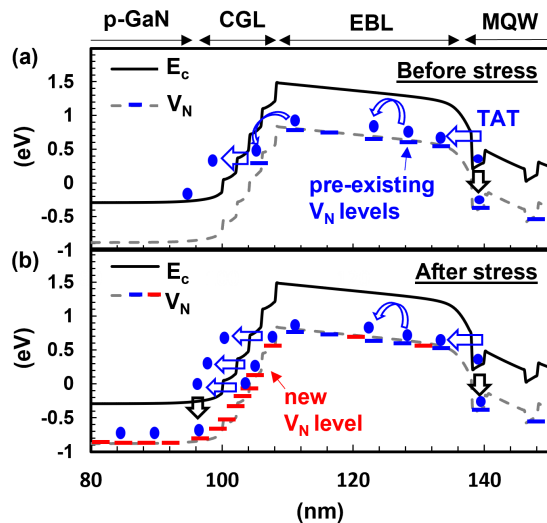 p-GaN CGL EBL MQW
(a)
E_c
Before stress
V_N
TAT
1.5
1
0.5
0
-0.5
-1
(eV)
pre-existing
V_N levels
(b)
E_c
After stress
V_N
1.5
1
0.5
0
-0.5
-1
(eV)
new
V_N level
80 100 120 140
(nm)